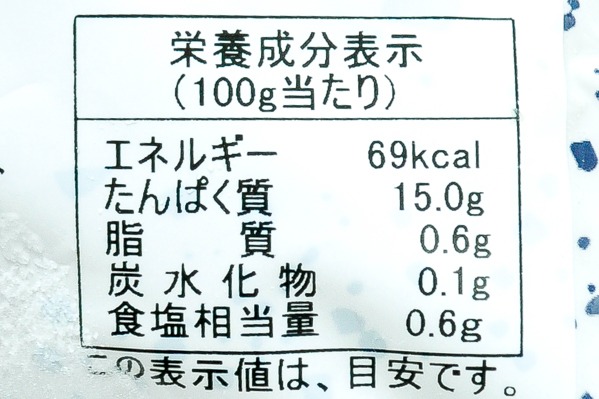 栄養成分表示
(100g当たり)
エネルギー 69kcal
たんぱく質 15.0g
脂質 0.6g
炭水化物 0.1g
食塩相当量 0.6g
この表示値は、目安です。